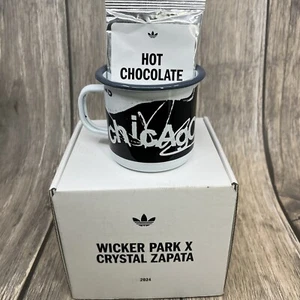 HOT
CHOCOLATE
chicAgo
WICKER PARK X
CRYSTAL ZAPATA
2024